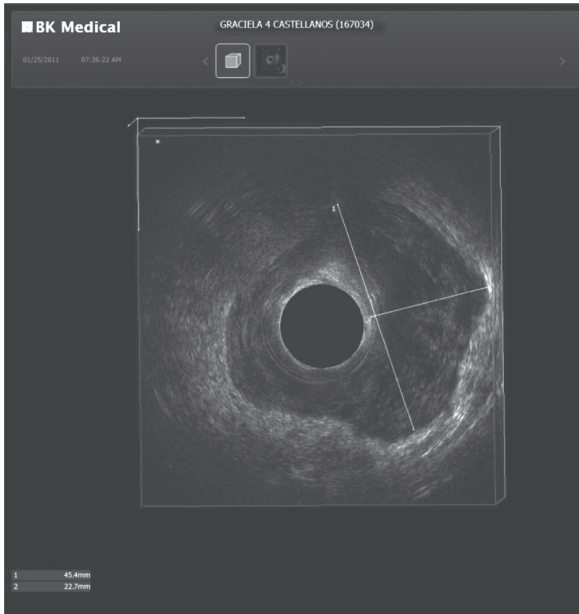 BK Medical
GRACIELA 4 CASTELLANOS (167034)
01/25/2011 07:36:22 AM
1
1 45.4mm
2 22.7mm